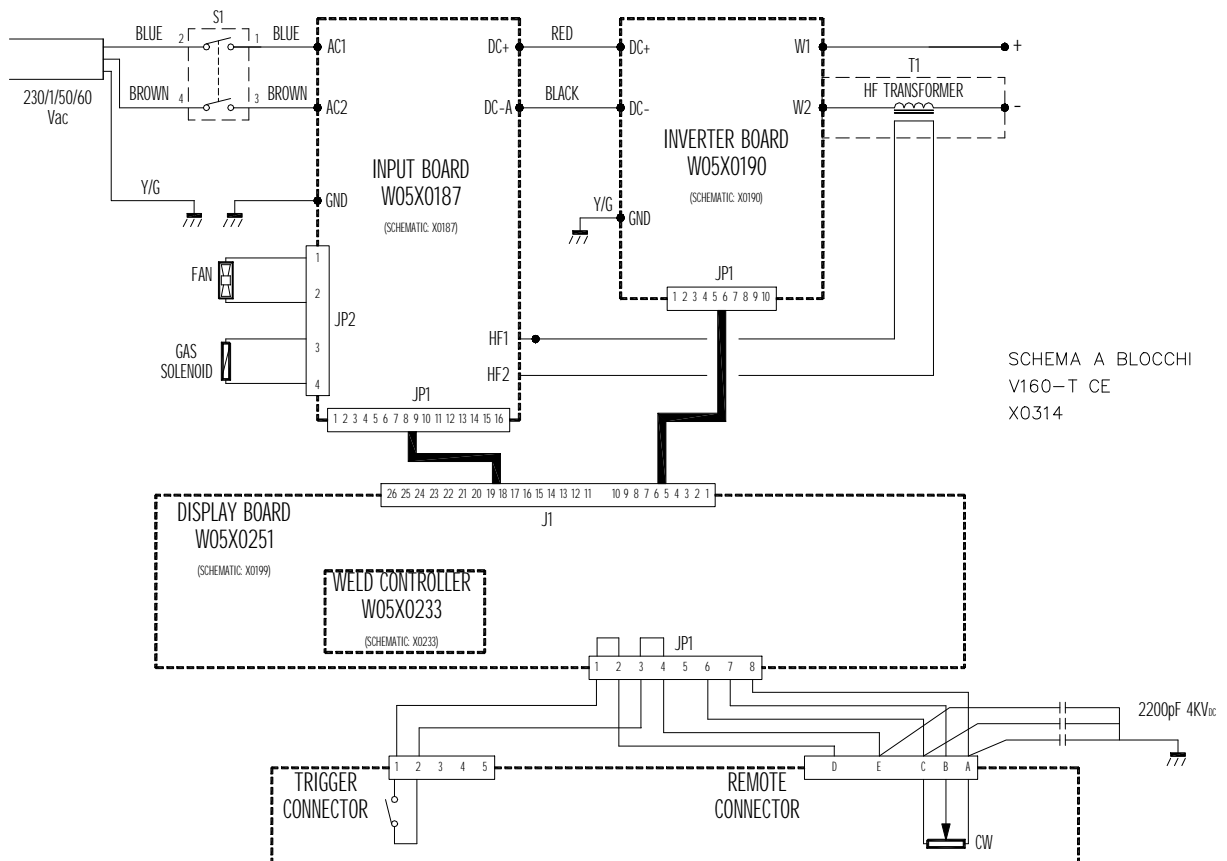 S1
BLUE 2 1 BLUE AC1 DC+ RED DC+ W1 +
T1
HF TRANSFORMER
230/1/50/60
Vac
BROWN 4 3 BROWN AC2 DC-A BLACK DC- W2 -
INPUT BOARD
W05X0187
(SCHEMATIC: X0187)
INVERTER BOARD
W05X0190
(SCHEMATIC: X0190)
Y/G GND Y/G GND
FAN
GAS
SOLENOID
1
2
3
4
JP2
JP1
1 2 3 4 5 6 7 8 9 10
HF1
HF2
SCHEMA A BLOCCHI
V160-T CE
X0314
JP1
1 2 3 4 5 6 7 8 9 10 11 12 13 14 15 16
26 25 24 23 22 21 20 19 18 17 16 15 14 13 12 11 10 9 8 7 6 5 4 3 2 1
J1
DISPLAY BOARD
W05X0251
(SCHEMATIC: X0199)
WELD CONTROLLER
W05X0233
(SCHEMATIC: X0233)
JP1
1 2 3 4 5 6 7 8
2200pF 4KVDC
1 2 3 4 5
D E C B A
TRIGGER
CONNECTOR
REMOTE
CONNECTOR
CW